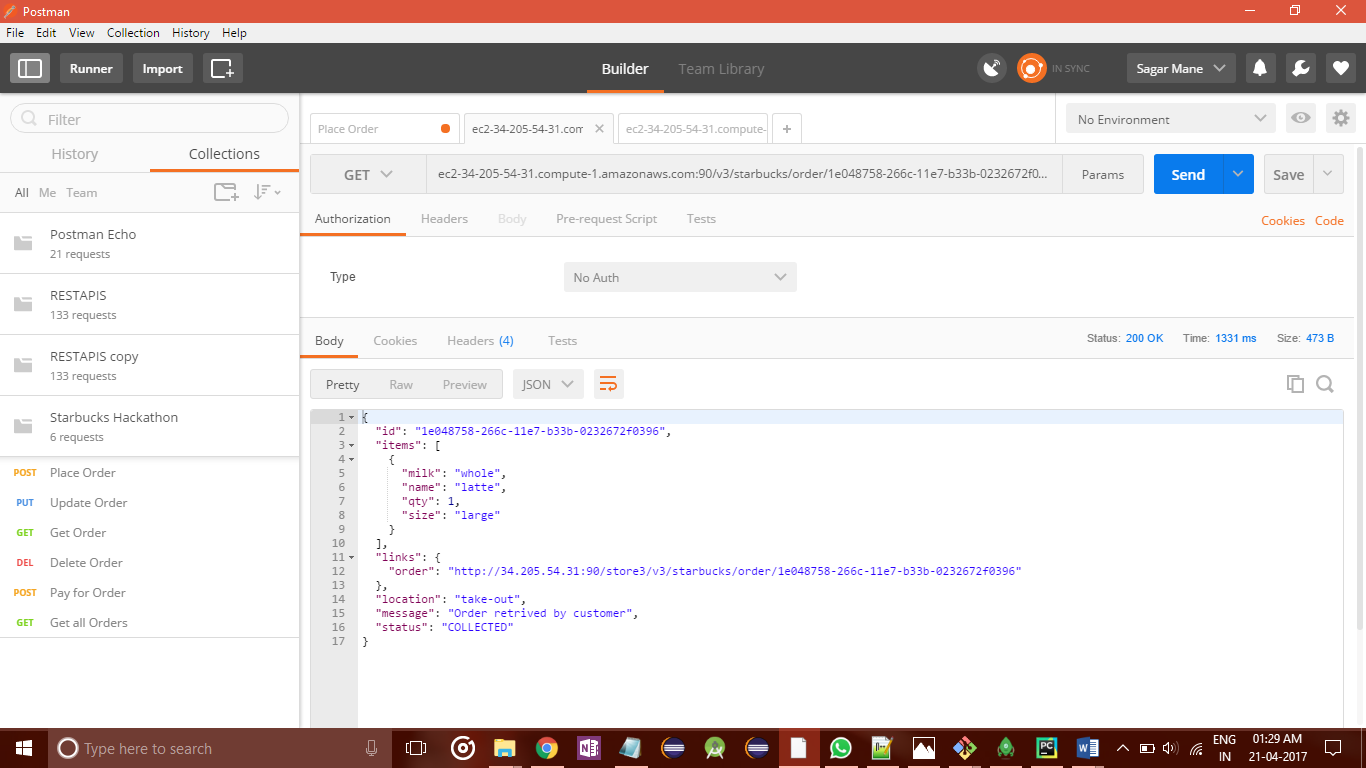 Postman
File Edit View Collection History Help
Runner Import Builder Team Library IN SYNC Sagar Mane
Filter
History Collections
All Me Team
Postman Echo
21 requests
RESTAPIS
133 requests
RESTAPIS copy
133 requests
Starbucks Hackathon
6 requests
POST Place Order
PUT Update Order
GET Get Order
DEL Delete Order
POST Pay for Order
GET Get all Orders
Place Order ec2-34-205-54-31.com ec2-34-205-54-31.compute- + No Environment
GET ec2-34-205-54-31.compute-1.amazonaws.com:90/v3/starbucks/order/1e048758-266c-11e7-b33b-0232672f0... Params Send Save
Authorization Headers Body Pre-request Script Tests Cookies Code
Type No Auth
Body Cookies Headers (4) Tests Status: 200 OK Time: 1331 ms Size: 473 B
Pretty Raw Preview JSON
1 {
2 "id": "1e048758-266c-11e7-b33b-0232672f0396",
3 "items": [
4 {
5 "milk": "whole",
6 "name": "latte",
7 "qty": 1,
8 "size": "large"
9 }
10 ],
11 "links": {
12 "order": "http://34.205.54.31:90/store3/v3/starbucks/order/1e048758-266c-11e7-b33b-0232672f0396"
13 },
14 "location": "take-out",
15 "message": "Order retrived by customer",
16 "status": "COLLECTED"
17 }
Type here to search
ENG 01:29 AM
IN 21-04-2017